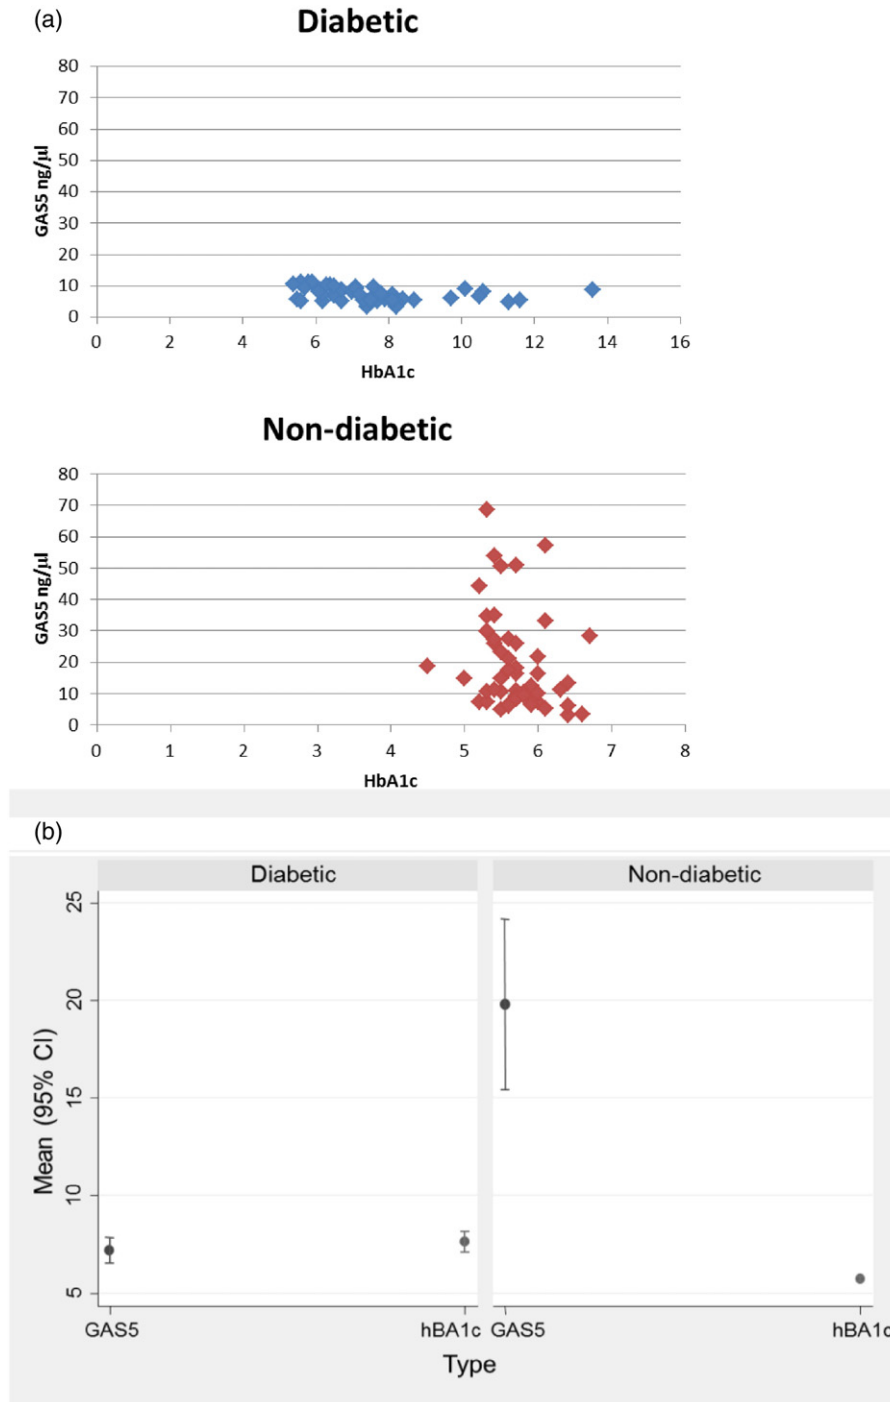 (a)
Diabetic
80
70
60
50
40
30
20
10
0
GAS5 ng/µl
0 2 4 6 8 10 12 14 16
HbA1c
Non-diabetic
80
70
60
50
40
30
20
10
0
GAS5 ng/µl
0 1 2 3 4 5 6 7 8
HbA1c
(b)
Diabetic Non-diabetic
25
20
15
10
5
Mean (95% CI)
GAS5 hBA1c GAS5 hBA1c
Type